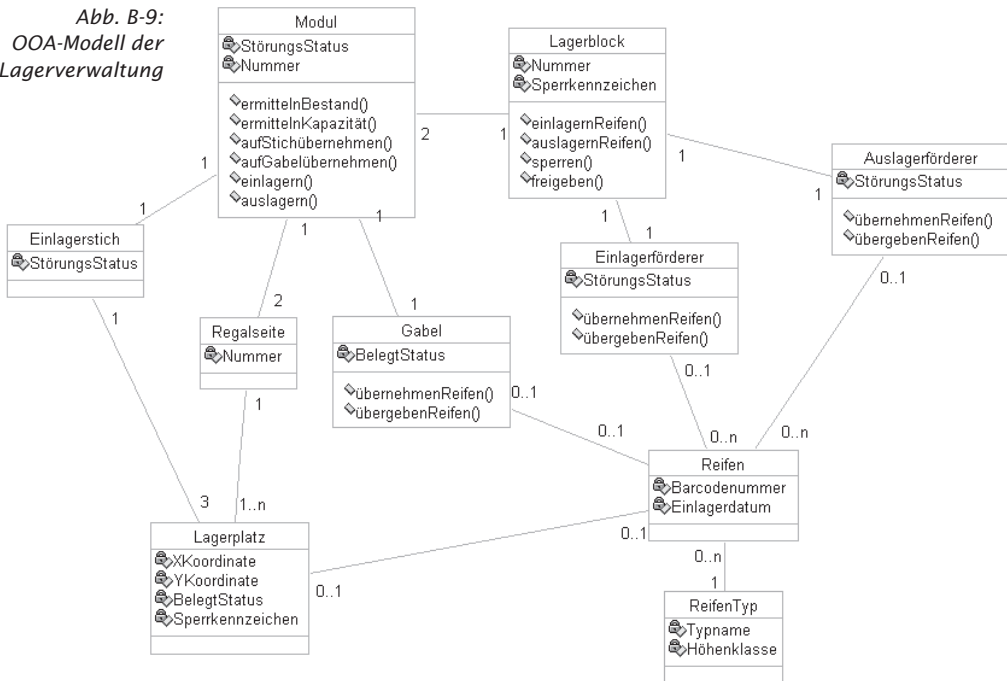 Abb. B-9:
OOA-Modell der
Lagerverwaltung
Modul
StörungsStatus
Nummer
ermittelnBestand()
ermittelnKapazität()
aufStichübernehmen()
aufGabelübernehmen()
einlagern()
auslagern()
Lagerblock
Nummer
Sperrkennzeichen
einlagernReifen()
auslagernReifen()
sperren()
freigeben()
2
1
1
1
Auslagerförderer
StörungsStatus
übernehmenReifen()
übergebenReifen()
0..1
0..n
1
1
Einlagerstich
StörungsStatus
1
3
1
2
1
1
1
1
Einlagerförderer
StörungsStatus
übernehmenReifen()
übergebenReifen()
0..1
0..n
Regalseite
Nummer
1
1..n
Gabel
BelegtStatus
übernehmenReifen()
übergebenReifen()
0..1
0..1
Reifen
Barcodenummer
Einlagerdatum
Lagerplatz
XKoordinate
YKoordinate
BelegtStatus
Sperrkennzeichen
0..1
0..1
0..n
1
ReifenTyp
Typname
Höhenklasse